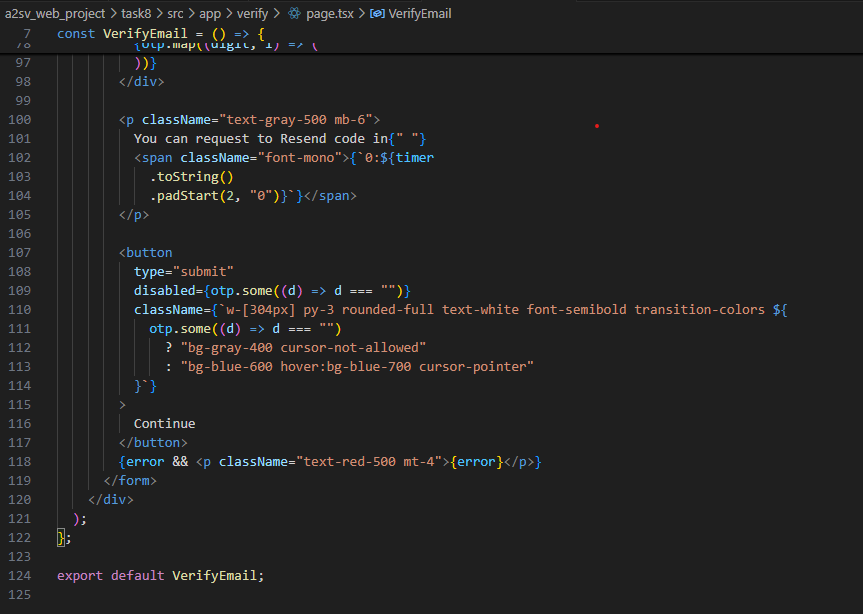 a2sv_web_project > task8 > src > app > verify > page.tsx > VerifyEmail
7 const VerifyEmail = () => {
78 {otp.map((digit, i) => (
97 ))}
98 </div>
99
100 <p className="text-gray-500 mb-6">
101 You can request to Resend code in{" "}
102 <span className="font-mono">{`0:${timer
103 .toString()
104 .padStart(2, "0")}`}</span>
105 </p>
106
107 <button
108 type="submit"
109 disabled={otp.some((d) => d === "")}
110 className={`w-[304px] py-3 rounded-full text-white font-semibold transition-colors ${
111 otp.some((d) => d === "")
112 ? "bg-gray-400 cursor-not-allowed"
113 : "bg-blue-600 hover:bg-blue-700 cursor-pointer"
114 }`}
115 >
116 Continue
117 </button>
118 {error && <p className="text-red-500 mt-4">{error}</p>}
119 </form>
120 </div>
121 );
122 };
123
124 export default VerifyEmail;
125